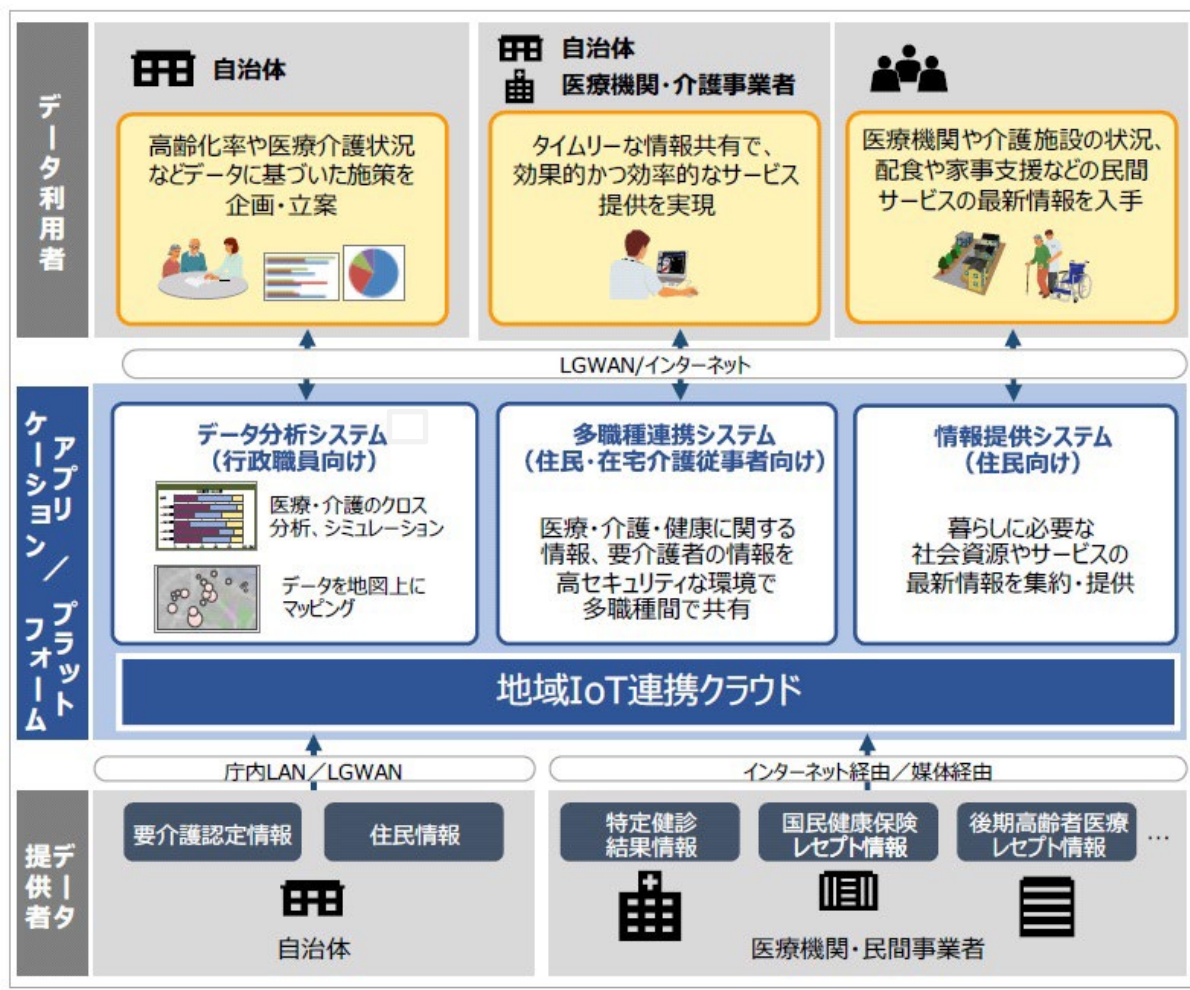 データ利用者
自治体
高齢化率や医療介護状況
などデータに基づいた施策を
企画・立案
自治体
医療機関・介護事業者
タイムリーな情報共有で、
効果的かつ効率的なサービス
提供を実現
医療機関や介護施設の状況、
配食や家事支援などの民間
サービスの最新情報を入手
LGWAN/インターネット
アプリ
ケーション
/
プラット
フォーム
データ分析システム
（行政職員向け）
医療・介護のクロス
分析、シミュレーション
データを地図上に
マッピング
多職種連携システム
（住民・在宅介護従事者向け）
医療・介護・健康に関する
情報、要介護者の情報を
高セキュリティな環境で
多職種間で共有
情報提供システム
（住民向け）
暮らしに必要な
社会資源やサービスの
最新情報を集約・提供
地域IoT連携クラウド
庁内LAN／LGWAN
インターネット経由／媒体経由
データ
提供者
要介護認定情報
住民情報
自治体
特定健診
結果情報
国民健康保険
レセプト情報
後期高齢者医療
レセプト情報
…
医療機関・民間事業者